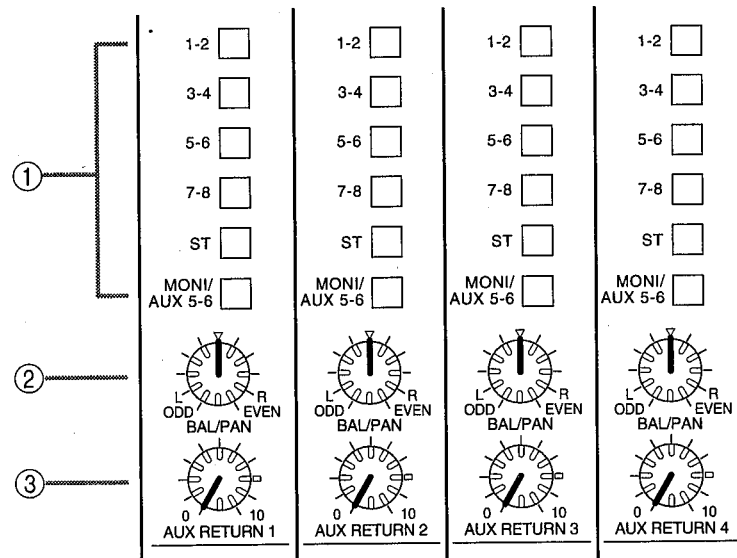 1-2 1-2 1-2 1-2
3-4 3-4 3-4 3-4
5-6 5-6 5-6 5-6
① 7-8 7-8 7-8 7-8
ST ST ST ST
MONI/ MONI/ MONI/ MONI/
AUX 5-6 AUX 5-6 AUX 5-6 AUX 5-6
②
L R L R L R L R
ODD EVEN ODD EVEN ODD EVEN ODD EVEN
BAL/PAN BAL/PAN BAL/PAN BAL/PAN
③
0 10 0 10 0 10 0 10
AUX RETURN 1 AUX RETURN 2 AUX RETURN 3 AUX RETURN 4